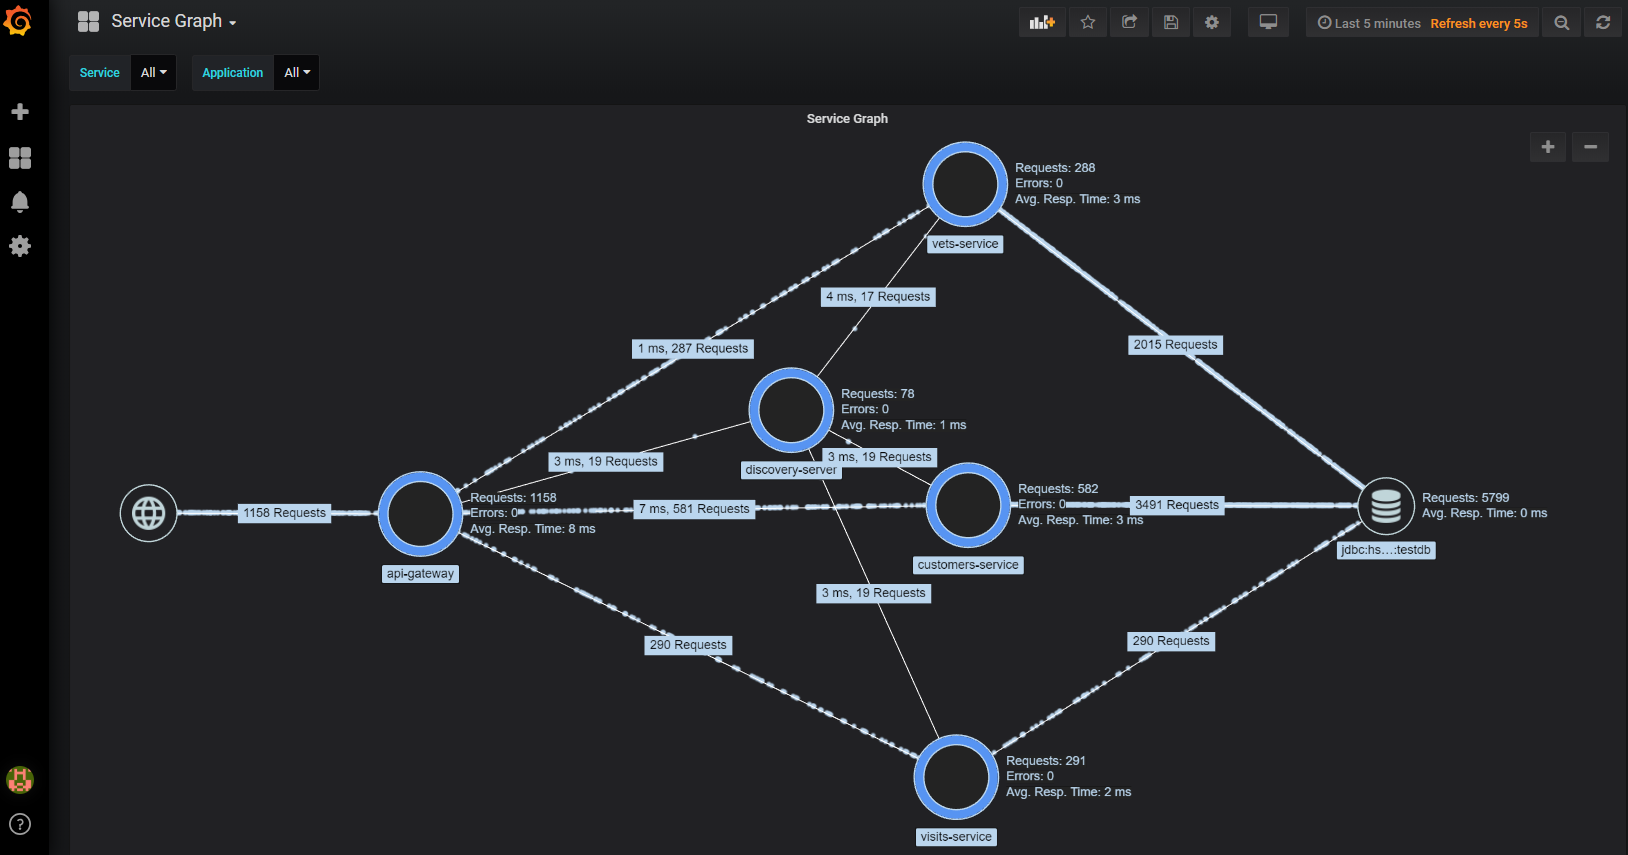 Service Graph
Last 5 minutes Refresh every 5s
Service All Application All
Service Graph
Requests: 288
Errors: 0
Avg. Resp. Time: 3 ms
vets-service
4 ms, 17 Requests
1 ms, 287 Requests
2015 Requests
Requests: 78
Errors: 0
Avg. Resp. Time: 1 ms
discovery-server
3 ms, 19 Requests
3 ms, 19 Requests
1158 Requests
Requests: 1158
Errors: 0
Avg. Resp. Time: 8 ms
api-gateway
7 ms, 581 Requests
Requests: 582
Errors: 0
Avg. Resp. Time: 3 ms
customers-service
3491 Requests
Requests: 5799
Avg. Resp. Time: 0 ms
jdbc:hs...:testdb
3 ms, 19 Requests
290 Requests
290 Requests
Requests: 291
Errors: 0
Avg. Resp. Time: 2 ms
visits-service